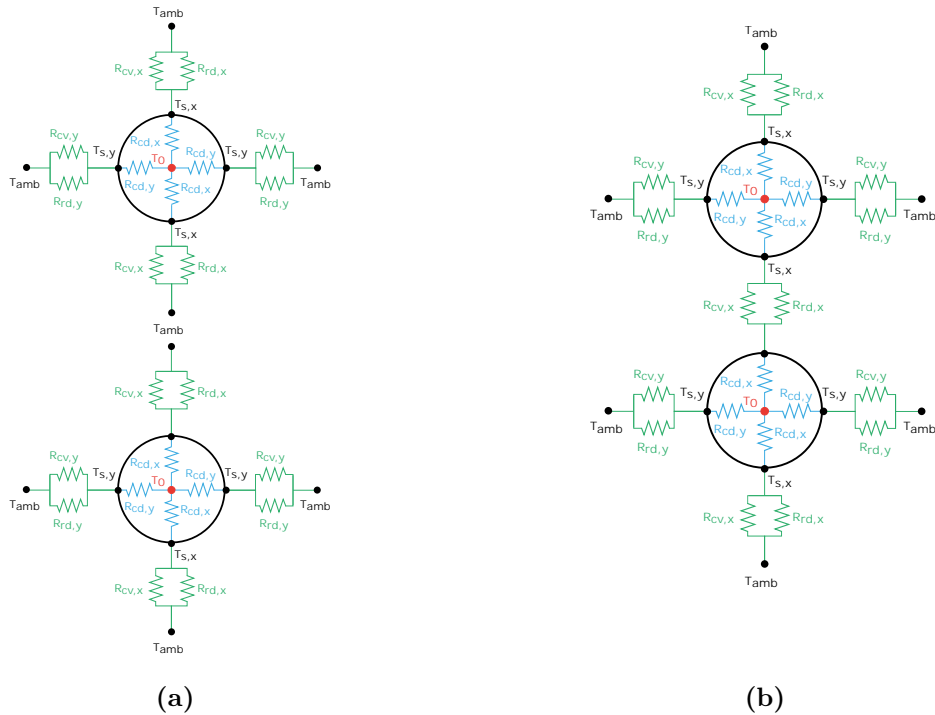 Tamb
Rcv,x Rrd,x
Ts,x
Rcv,y Ts,y Rcd,x Rcd,y Ts,y Rcv,y
To
Tamb Rrd,y Rcd,y Rcd,x Rrd,y Tamb
Ts,x
Rcv,x Rrd,x
Tamb
Tamb
Rcv,x Rrd,x
Rcv,y Ts,y Rcd,x Rcd,y Ts,y Rcv,y
To
Tamb Rrd,y Rcd,y Rcd,x Rrd,y Tamb
Ts,x
Rcv,x Rrd,x
Tamb
(a)
Tamb
Rcv,x Rrd,x
Ts,x
Rcv,y Ts,y Rcd,x Rcd,y Ts,y Rcv,y
To
Tamb Rrd,y Rcd,y Rcd,x Rrd,y Tamb
Ts,x
Rcv,x Rrd,x
Rcv,y Ts,y Rcd,x Rcd,y Ts,y Rcv,y
To
Tamb Rrd,y Rcd,y Rcd,x Rrd,y Tamb
Ts,x
Rcv,x Rrd,x
Tamb
(b)